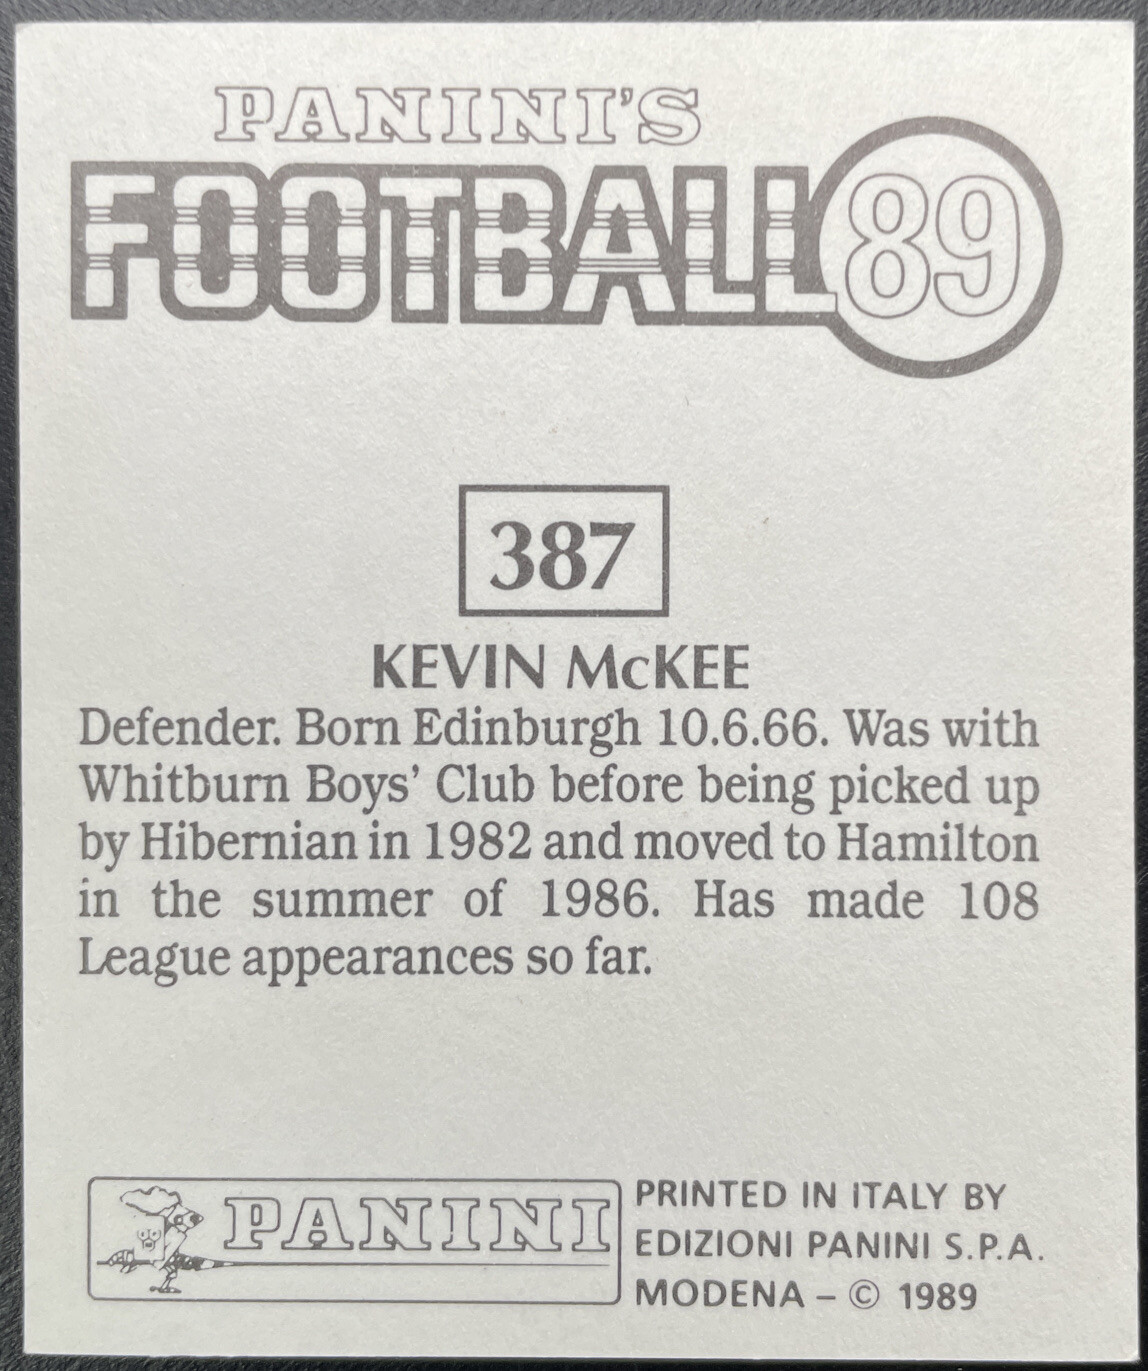 PANINI'S
FOOTBALL 89
387
KEVIN McKEE
Defender. Born Edinburgh 10.6.66. Was with
Whitburn Boys' Club before being picked up
by Hibernian in 1982 and moved to Hamilton
in the summer of 1986. Has made 108
League appearances so far.
PANINI
PRINTED IN ITALY BY
EDIZIONI PANINI S.P.A.
MODENA – © 1989